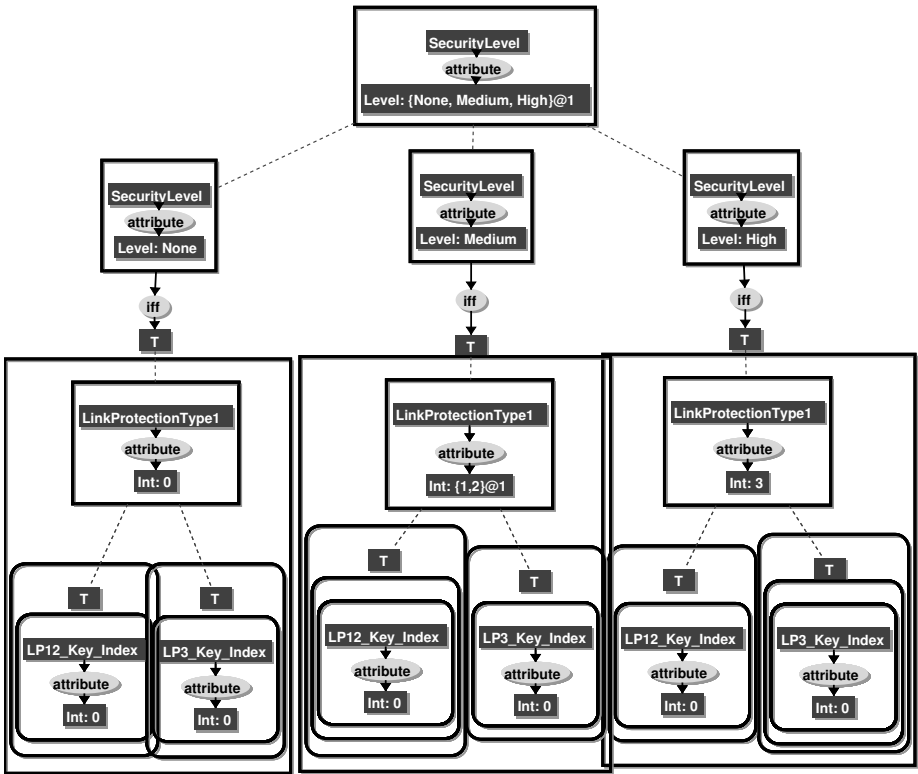 SecurityLevel
attribute
Level: {None, Medium, High}@1
SecurityLevel
attribute
Level: None
iff
T
SecurityLevel
attribute
Level: Medium
iff
T
SecurityLevel
attribute
Level: High
iff
T
LinkProtectionType1
attribute
Int: 0
LinkProtectionType1
attribute
Int: {1,2}@1
LinkProtectionType1
attribute
Int: 3
T
LP12_Key_Index
attribute
Int: 0
T
LP3_Key_Index
attribute
Int: 0
T
LP12_Key_Index
attribute
Int: 0
T
LP3_Key_Index
attribute
Int: 0
T
LP12_Key_Index
attribute
Int: 0
T
LP3_Key_Index
attribute
Int: 0